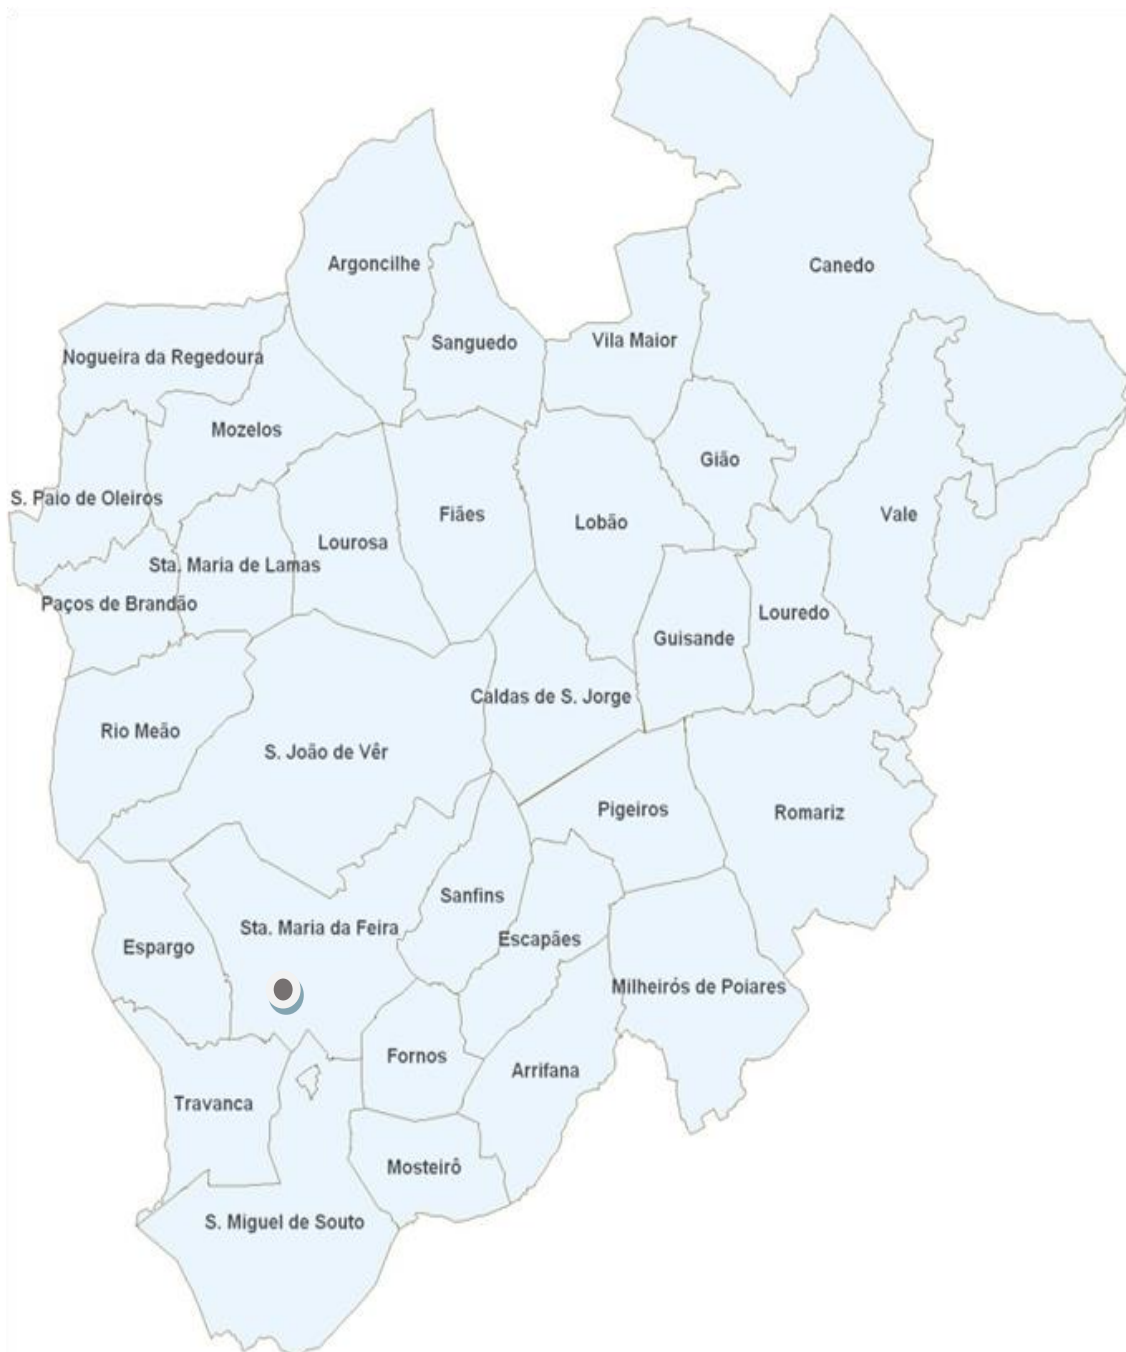 Argoncilhe
Canedo
Sanguedo
Vila Maior
Nogueira da Regedoura
Mozelos
Gião
S. Paio de Oleiros
Fiães
Lobão
Vale
Lourosa
Sta. Maria de Lamas
Paços de Brandão
Louredo
Guisande
Caldas de S. Jorge
Rio Meão
S. João de Vêr
Pigeiros
Romariz
Sanfins
Sta. Maria da Feira
Escapães
Espargo
Milheirós de Poiares
Fornos
Arrifana
Travanca
Mosteirô
S. Miguel de Souto